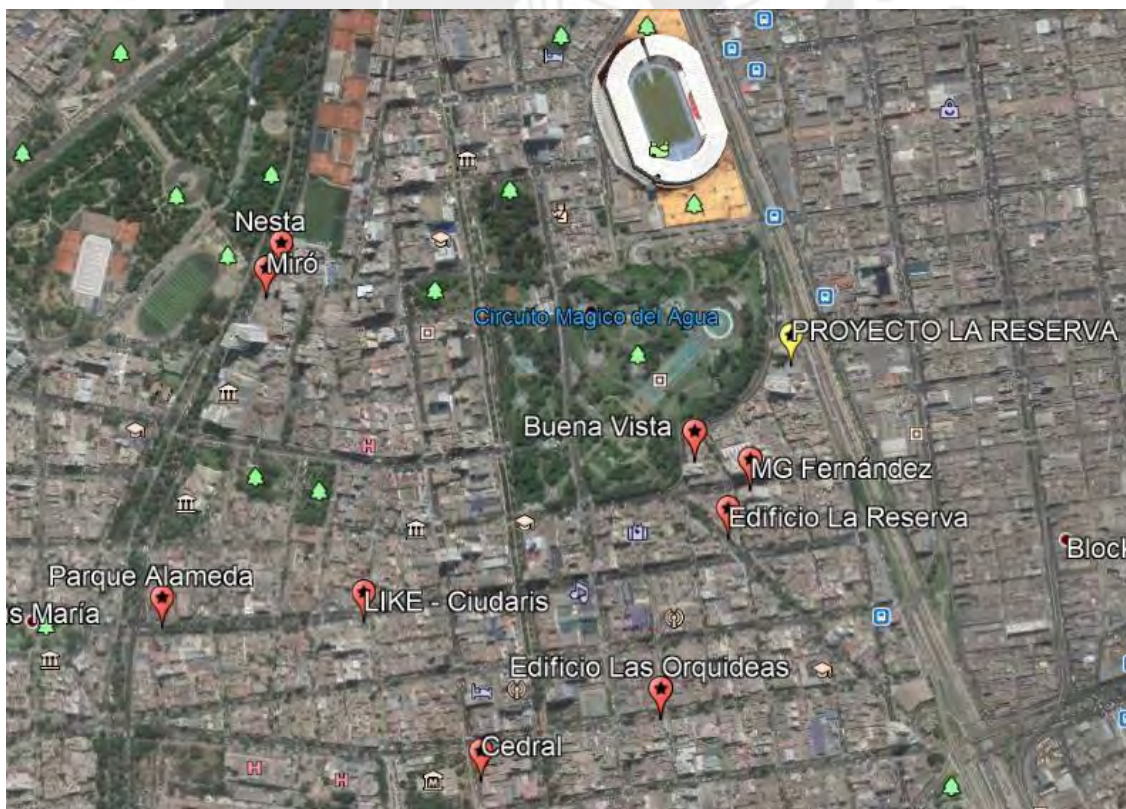 Nesta
Miró
Circuito Magico del Agua
PROYECTO LA RESERVA
Buena Vista
MG Fernández
Edificio La Reserva
Block
Parque Alameda
LIKE - Ciudaris
ís María
Edificio Las Orquideas
Cedral